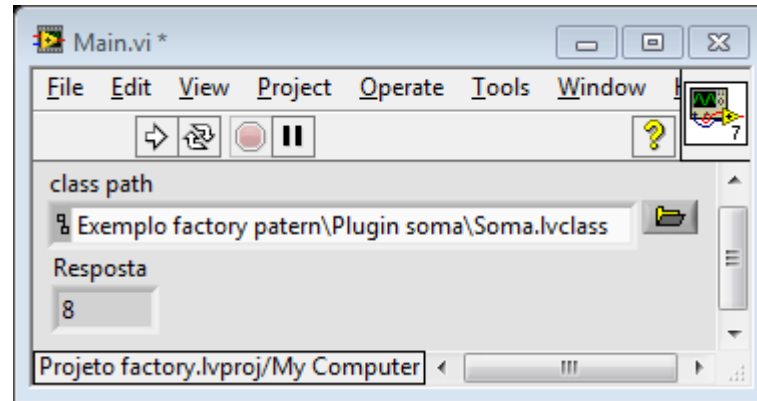 Main.vi *
File Edit View Project Operate Tools Window
7
class path
Exemplo factory patern\Plugin soma\Soma.lvclass
Resposta
8
Projeto factory.lvproj/My Computer